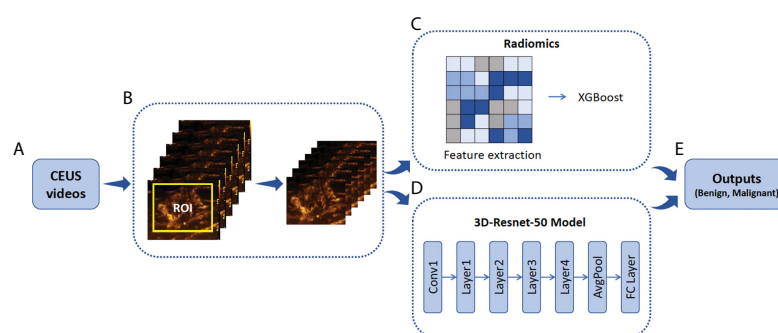 A
CEUS
videos
B
ROI
C
Radiomics
Feature extraction
XGBoost
D
3D-Resnet-50 Model
Conv1
Layer1
Layer2
Layer3
Layer4
AvgPool
FC Layer
E
Outputs
(Benign, Malignant)